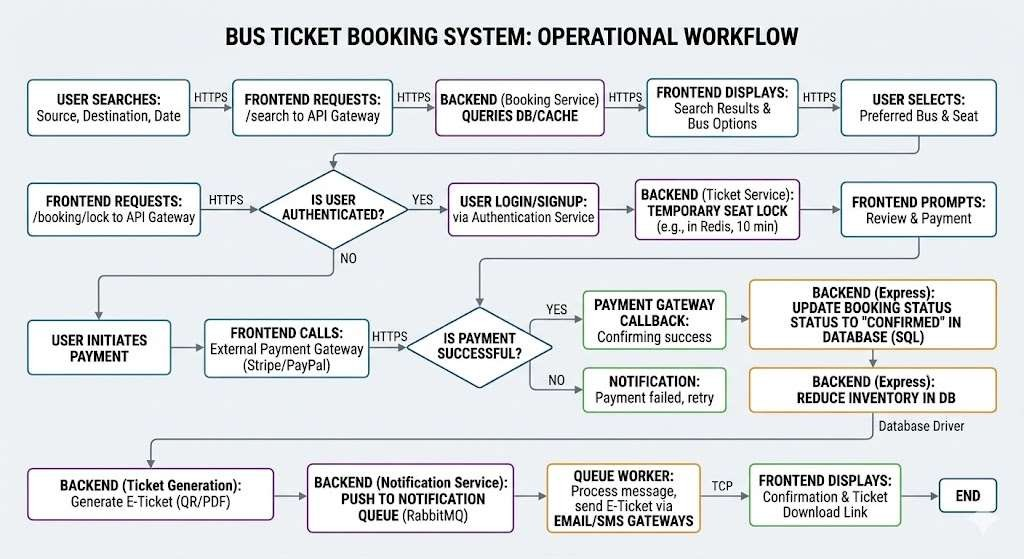 BUS TICKET BOOKING SYSTEM: OPERATIONAL WORKFLOW
USER SEARCHES:
Source, Destination, Date
HTTPS
FRONTEND REQUESTS:
/search to API Gateway
HTTPS
BACKEND (Booking Service)
QUERIES DB/CACHE
HTTPS
FRONTEND DISPLAYS:
Search Results &
Bus Options
HTTPS
USER SELECTS:
Preferred Bus & Seat
FRONTEND REQUESTS:
/booking/lock to API Gateway
HTTPS
IS USER
AUTHENTICATED?
YES
NO
USER LOGIN/SIGNUP:
via Authentication Service
BACKEND (Ticket Service):
TEMPORARY SEAT LOCK
(e.g., in Redis, 10 min)
FRONTEND PROMPTS:
Review & Payment
USER INITIATES
PAYMENT
FRONTEND CALLS:
External Payment Gateway
(Stripe/PayPal)
HTTPS
IS PAYMENT
SUCCESSFUL?
YES
PAYMENT GATEWAY
CALLBACK:
Confirming success
NO
NOTIFICATION:
Payment failed, retry
BACKEND (Express):
UPDATE BOOKING STATUS
STATUS TO "CONFIRMED" IN
DATABASE (SQL)
BACKEND (Express):
REDUCE INVENTORY IN DB
Database Driver
BACKEND (Ticket Generation):
Generate E-Ticket (QR/PDF)
BACKEND (Notification Service):
PUSH TO NOTIFICATION
QUEUE (RabbitMQ)
QUEUE WORKER:
Process message,
send E-Ticket via
EMAIL/SMS GATEWAYS
TCP
FRONTEND DISPLAYS:
Confirmation & Ticket
Download Link
END